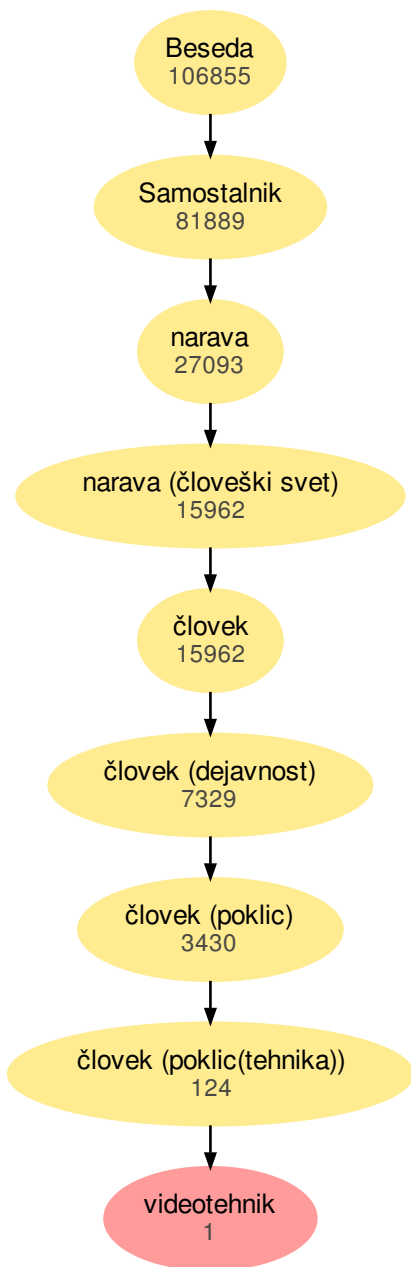 Beseda
106855
Samostalnik
81889
narava
27093
narava (človeški svet)
15962
človek
15962
človek (dejavnost)
7329
človek (poklic)
3430
človek (poklic(tehnika))
124
videotehnik
1